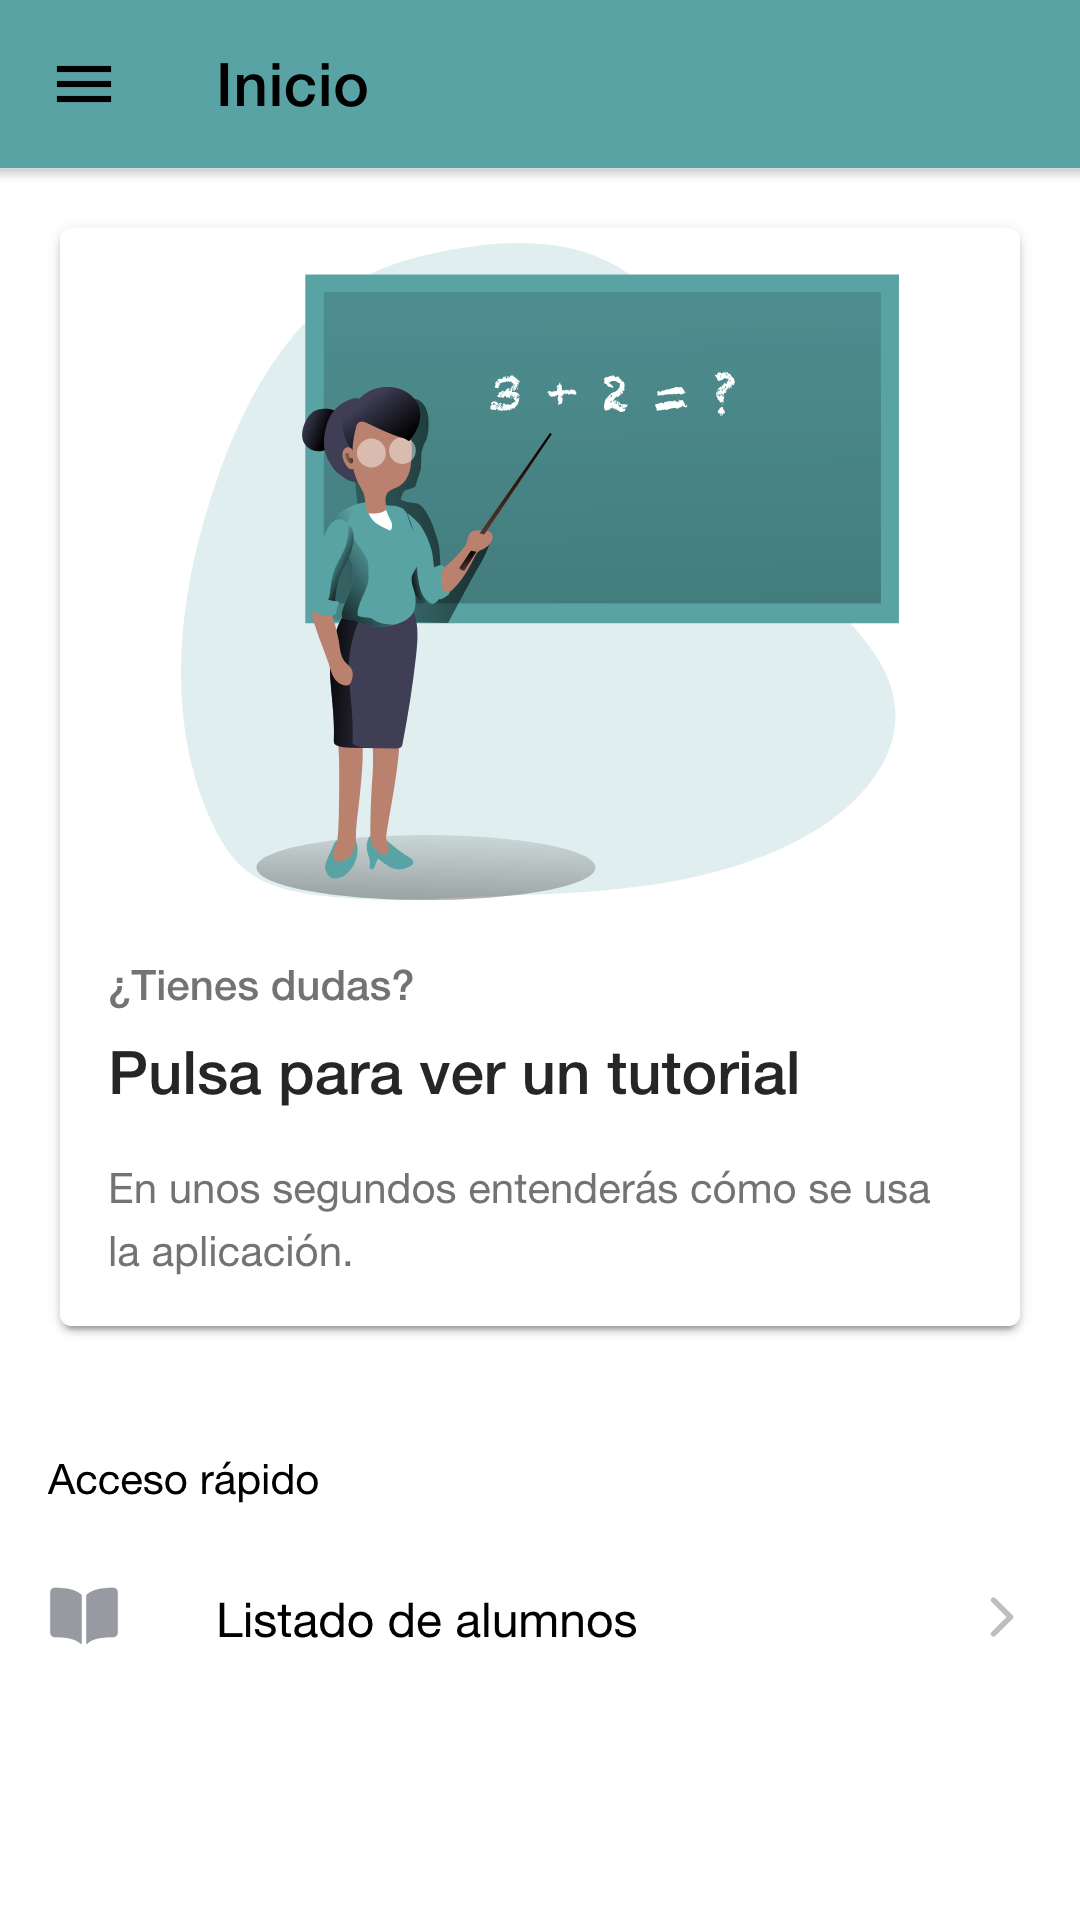 Inicio
3 + 2 = ?
¿Tienes dudas?
Pulsa para ver un tutorial
En unos segundos entenderás cómo se usa
la aplicación.
Acceso rápido
Listado de alumnos